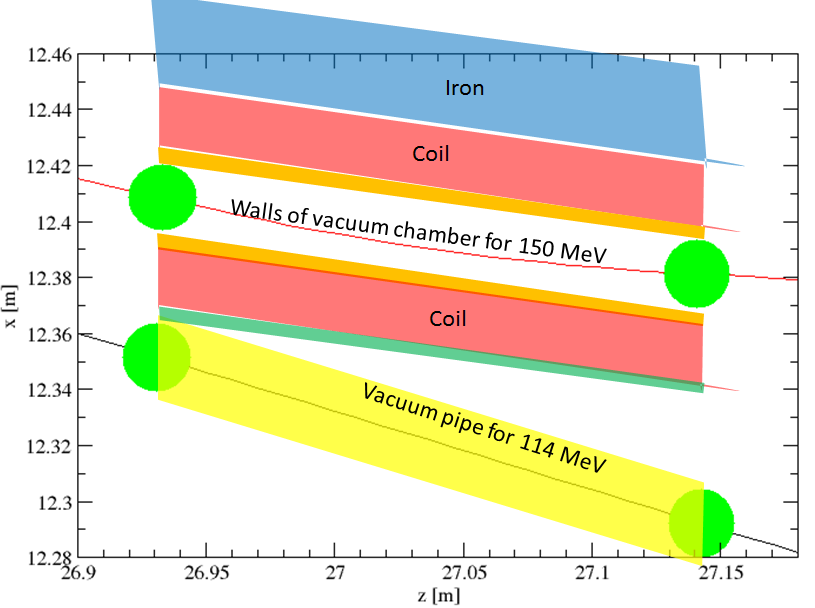 12.46
Iron
12.44
Coil
12.42
Walls of vacuum chamber for 150 MeV
12.4
12.38
x [m]
Coil
12.36
12.34
Vacuum pipe for 114 MeV
12.32
12.3
12.28
26.9 26.95 27 27.05 27.1 27.15
z [m]